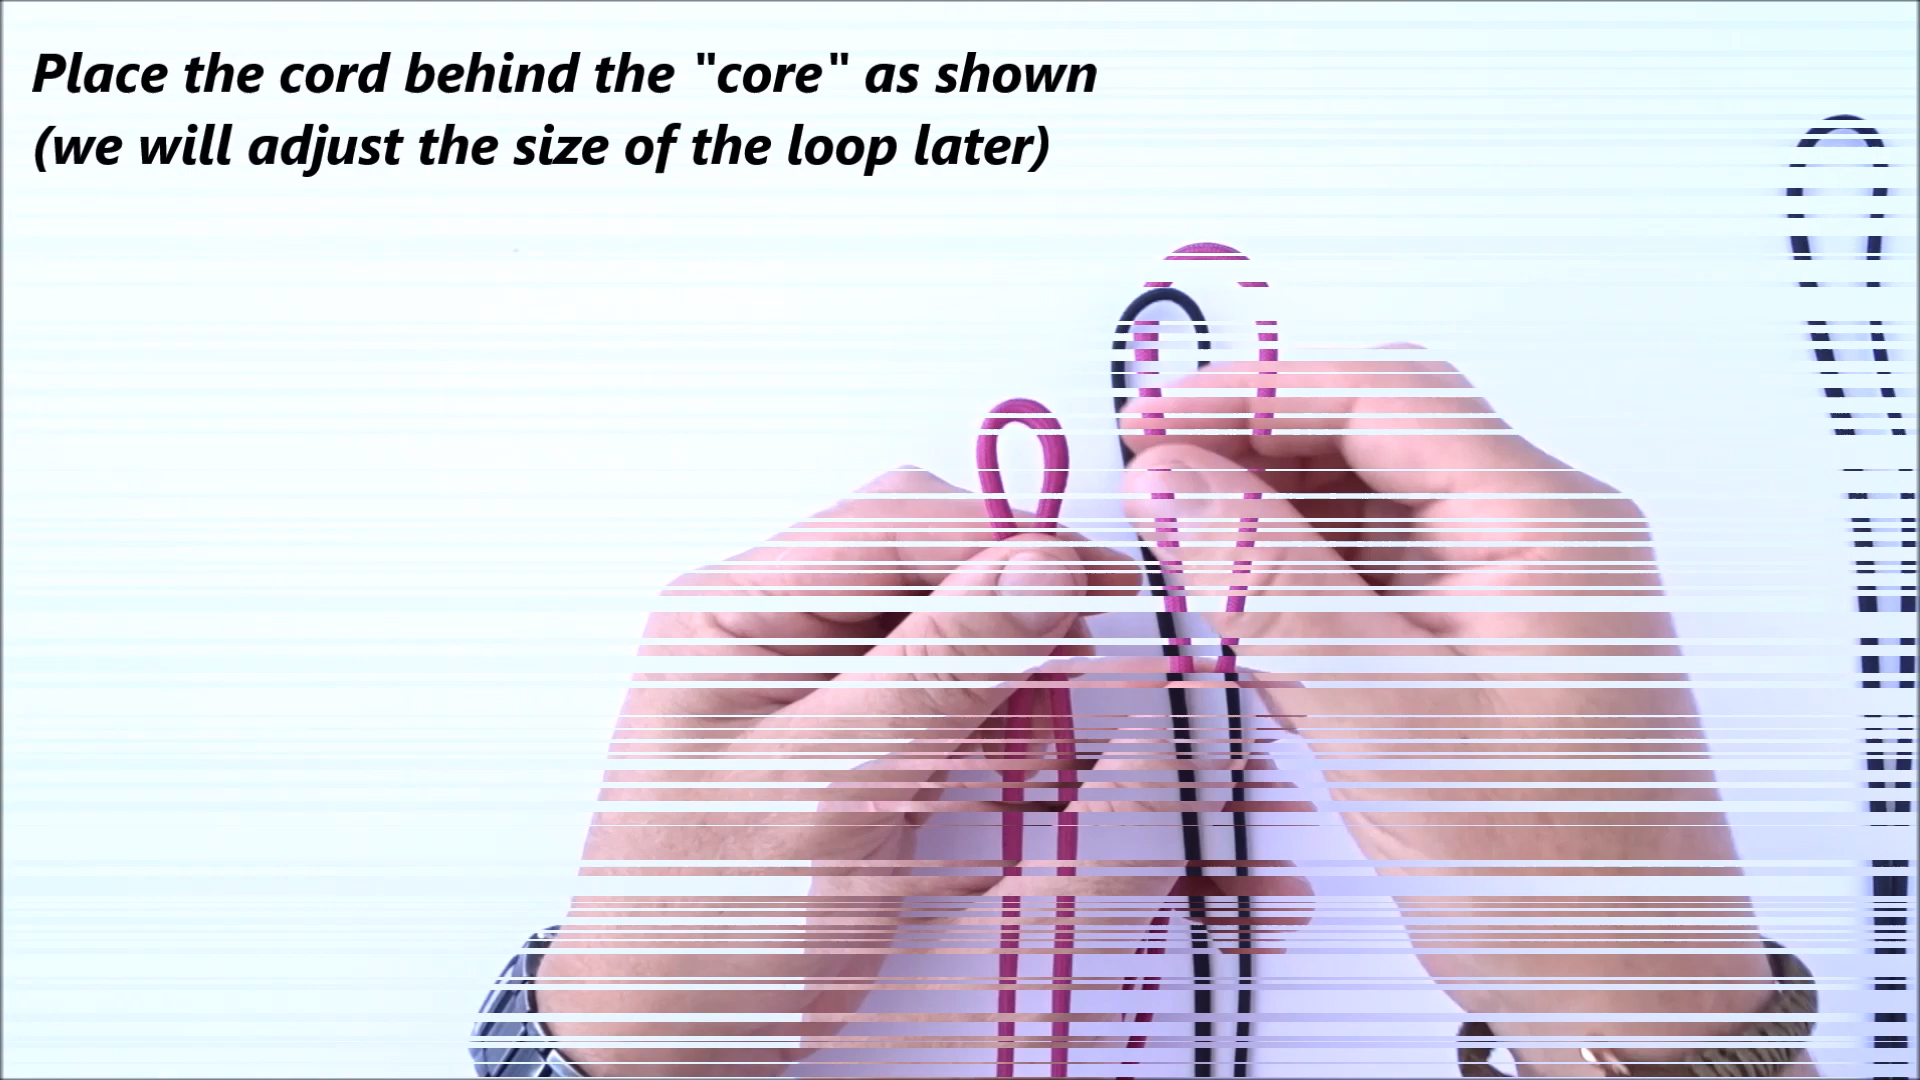 Place the cord behind the "core" as shown
(we will adjust the size of the loop later)